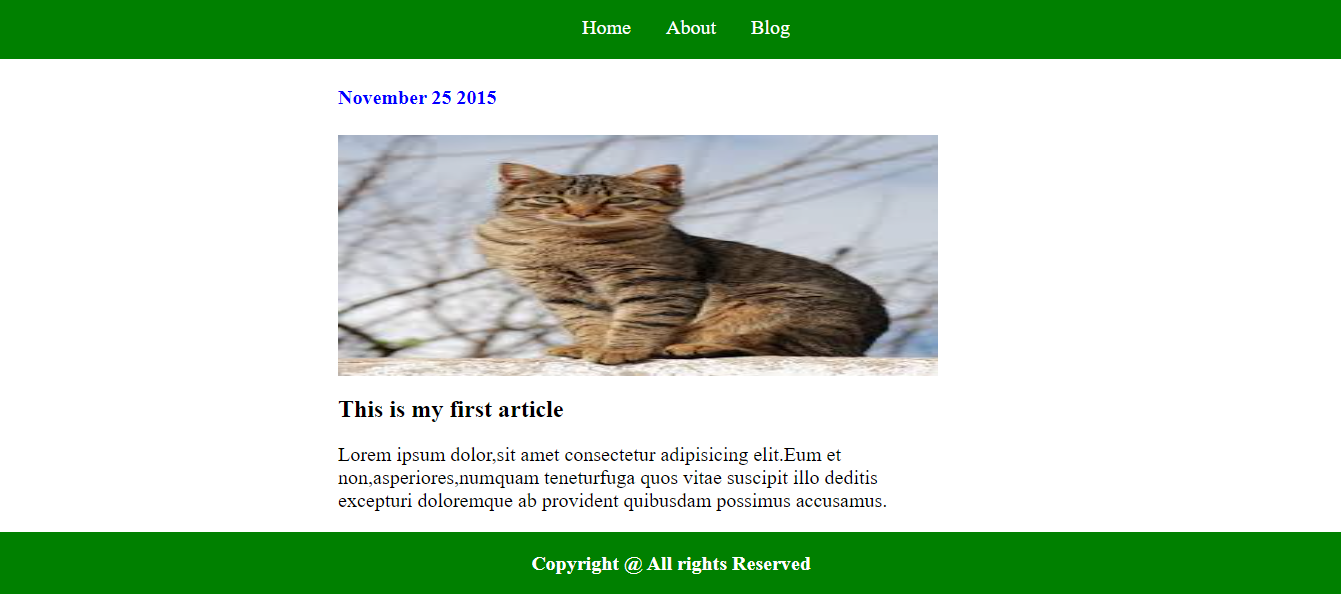 Home About Blog
November 25 2015
This is my first article
Lorem ipsum dolor,sit amet consectetur adipisicing elit.Eum et
non,asperiores,numquam teneturfuga quos vitae suscipit illo deditis
excepturi doloremque ab provident quibusdam possimus accusamus.
Copyright @ All rights Reserved